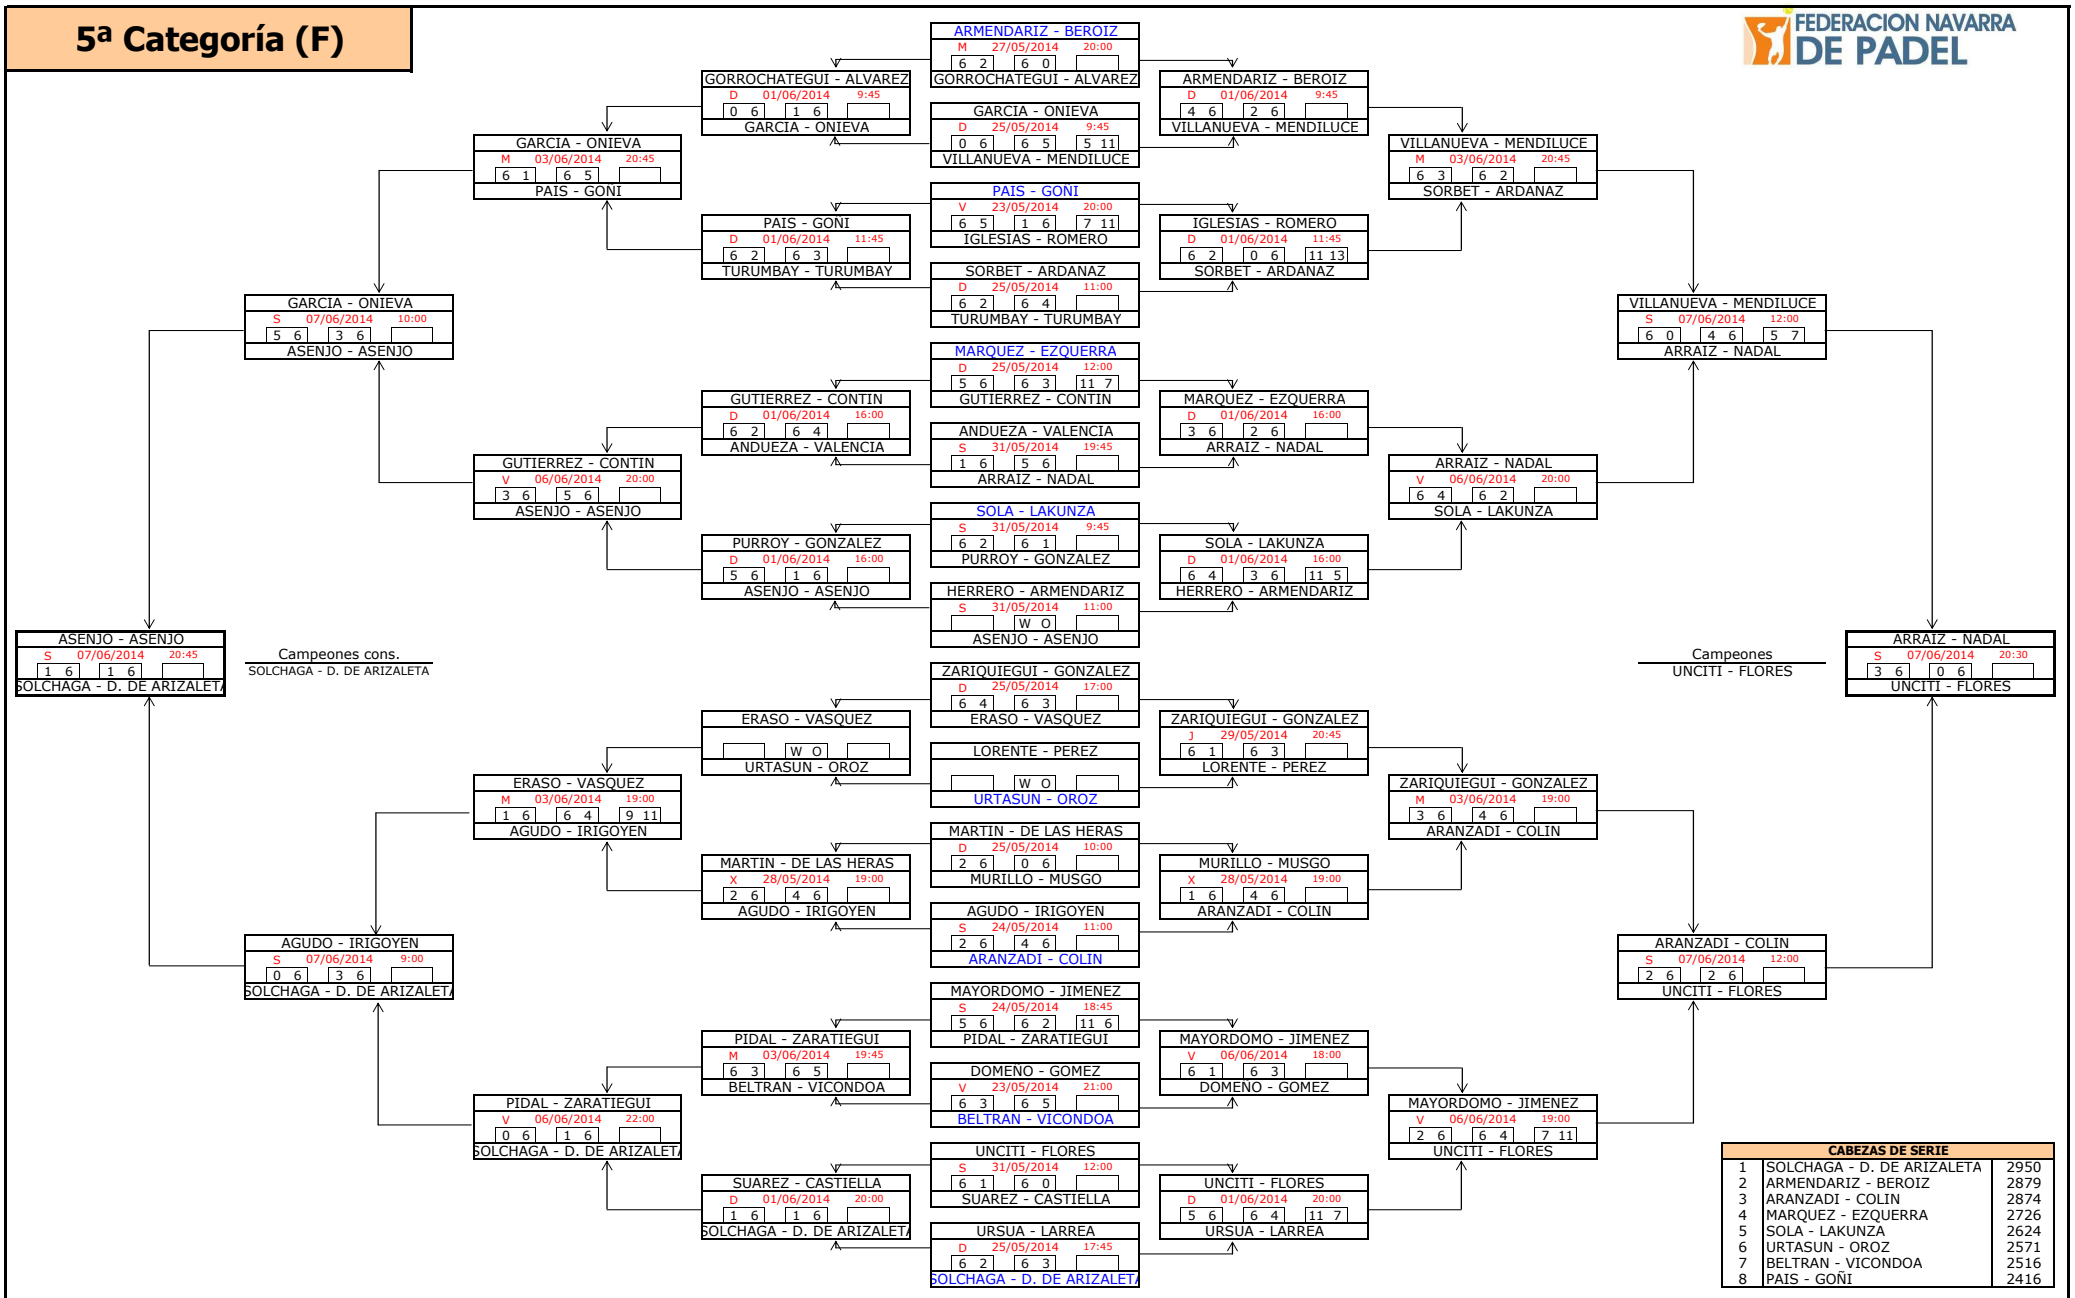 5ª Categoría (F)
FEDERACION NAVARRA
DE PADEL
ARMENDARIZ - BEROIZ
M 27/05/2014 20:00
6 2 6 0
GORROCHATEGUI - ALVAREZ
GARCIA - ONIEVA
D 25/05/2014 9:45
0 6 6 5 5 11
VILLANUEVA - MENDILUCE
PAIS - GOÑI
V 23/05/2014 20:00
6 5 1 6 7 11
IGLESIAS - ROMERO
SORBET - ARDANAZ
D 25/05/2014 11:00
6 2 6 4
TURUMBAY - TURUMBAY
MARQUEZ - EZQUERRA
D 25/05/2014 12:00
5 6 6 3 11 7
GUTIERREZ - CONTIN
ANDUEZA - VALENCIA
S 31/05/2014 19:45
1 6 5 6
ARRAIZ - NADAL
SOLA - LAKUNZA
S 31/05/2014 9:45
6 2 6 1
PURROY - GONZALEZ
HERRERO - ARMENDARIZ
S 31/05/2014 11:00
W O
ASENJO - ASENJO
ZARIQUIEGUI - GONZALEZ
D 25/05/2014 17:00
6 4 6 3
ERASO - VASQUEZ
LORENTE - PEREZ
W O
URTASUN - OROZ
MARTIN - DE LAS HERAS
D 25/05/2014 10:00
2 6 0 6
MURILLO - MUSGO
AGUDO - IRIGOYEN
S 24/05/2014 11:00
2 6 4 6
ARANZADI - COLIN
MAYORDOMO - JIMENEZ
S 24/05/2014 18:45
5 6 6 2 11 6
PIDAL - ZARATIEGUI
DOMEÑO - GOMEZ
V 23/05/2014 21:00
6 3 6 5
BELTRAN - VICONDOA
UNCITI - FLORES
S 31/05/2014 12:00
6 1 6 0
SUAREZ - CASTIELLA
URSUA - LARREA
D 25/05/2014 17:45
6 2 6 3
SOLCHAGA - D. DE ARIZALETA
GORROCHATEGUI - ALVAREZ
D 01/06/2014 9:45
0 6 1 6
GARCIA - ONIEVA
PAIS - GOÑI
D 01/06/2014 11:45
6 2 6 3
TURUMBAY - TURUMBAY
GUTIERREZ - CONTIN
D 01/06/2014 16:00
6 2 6 4
ANDUEZA - VALENCIA
PURROY - GONZALEZ
D 01/06/2014 16:00
5 6 1 6
ASENJO - ASENJO
ERASO - VASQUEZ
W O
URTASUN - OROZ
MARTIN - DE LAS HERAS
X 28/05/2014 19:00
2 6 4 6
AGUDO - IRIGOYEN
PIDAL - ZARATIEGUI
M 03/06/2014 19:45
6 3 6 5
BELTRAN - VICONDOA
SUAREZ - CASTIELLA
D 01/06/2014 20:00
1 6 1 6
SOLCHAGA - D. DE ARIZALETA
GARCIA - ONIEVA
M 03/06/2014 20:45
6 1 6 5
PAIS - GOÑI
GUTIERREZ - CONTIN
V 06/06/2014 20:00
3 6 5 6
ASENJO - ASENJO
ERASO - VASQUEZ
M 03/06/2014 19:00
1 6 6 4 9 11
AGUDO - IRIGOYEN
PIDAL - ZARATIEGUI
V 06/06/2014 22:00
0 6 1 6
SOLCHAGA - D. DE ARIZALETA
GARCIA - ONIEVA
S 07/06/2014 10:00
5 6 3 6
ASENJO - ASENJO
AGUDO - IRIGOYEN
S 07/06/2014 9:00
0 6 3 6
SOLCHAGA - D. DE ARIZALETA
ASENJO - ASENJO
S 07/06/2014 20:45
1 6 1 6
SOLCHAGA - D. DE ARIZALETA
Campeones cons.
SOLCHAGA - D. DE ARIZALETA
ARMENDARIZ - BEROIZ
D 01/06/2014 9:45
4 6 2 6
VILLANUEVA - MENDILUCE
IGLESIAS - ROMERO
D 01/06/2014 11:45
6 2 0 6 11 13
SORBET - ARDANAZ
MARQUEZ - EZQUERRA
D 01/06/2014 16:00
3 6 2 6
ARRAIZ - NADAL
SOLA - LAKUNZA
D 01/06/2014 16:00
6 4 3 6 11 5
HERRERO - ARMENDARIZ
ZARIQUIEGUI - GONZALEZ
J 29/05/2014 20:45
6 1 6 3
LORENTE - PEREZ
MURILLO - MUSGO
X 28/05/2014 19:00
1 6 4 6
ARANZADI - COLIN
MAYORDOMO - JIMENEZ
V 06/06/2014 18:00
6 1 6 3
DOMEÑO - GOMEZ
UNCITI - FLORES
D 01/06/2014 20:00
5 6 6 4 11 7
URSUA - LARREA
VILLANUEVA - MENDILUCE
M 03/06/2014 20:45
6 3 6 2
SORBET - ARDANAZ
ARRAIZ - NADAL
V 06/06/2014 20:00
6 4 6 2
SOLA - LAKUNZA
ZARIQUIEGUI - GONZALEZ
M 03/06/2014 19:00
3 6 4 6
ARANZADI - COLIN
MAYORDOMO - JIMENEZ
V 06/06/2014 19:00
2 6 6 4 7 11
UNCITI - FLORES
VILLANUEVA - MENDILUCE
S 07/06/2014 12:00
6 0 4 6 5 7
ARRAIZ - NADAL
ARANZADI - COLIN
S 07/06/2014 12:00
2 6 2 6
UNCITI - FLORES
Campeones
UNCITI - FLORES
ARRAIZ - NADAL
S 07/06/2014 20:30
3 6 0 6
UNCITI - FLORES
CABEZAS DE SERIE
1 SOLCHAGA - D. DE ARIZALETA 2950
2 ARMENDARIZ - BEROIZ 2879
3 ARANZADI - COLIN 2874
4 MARQUEZ - EZQUERRA 2726
5 SOLA - LAKUNZA 2624
6 URTASUN - OROZ 2571
7 BELTRAN - VICONDOA 2516
8 PAIS - GOÑI 2416